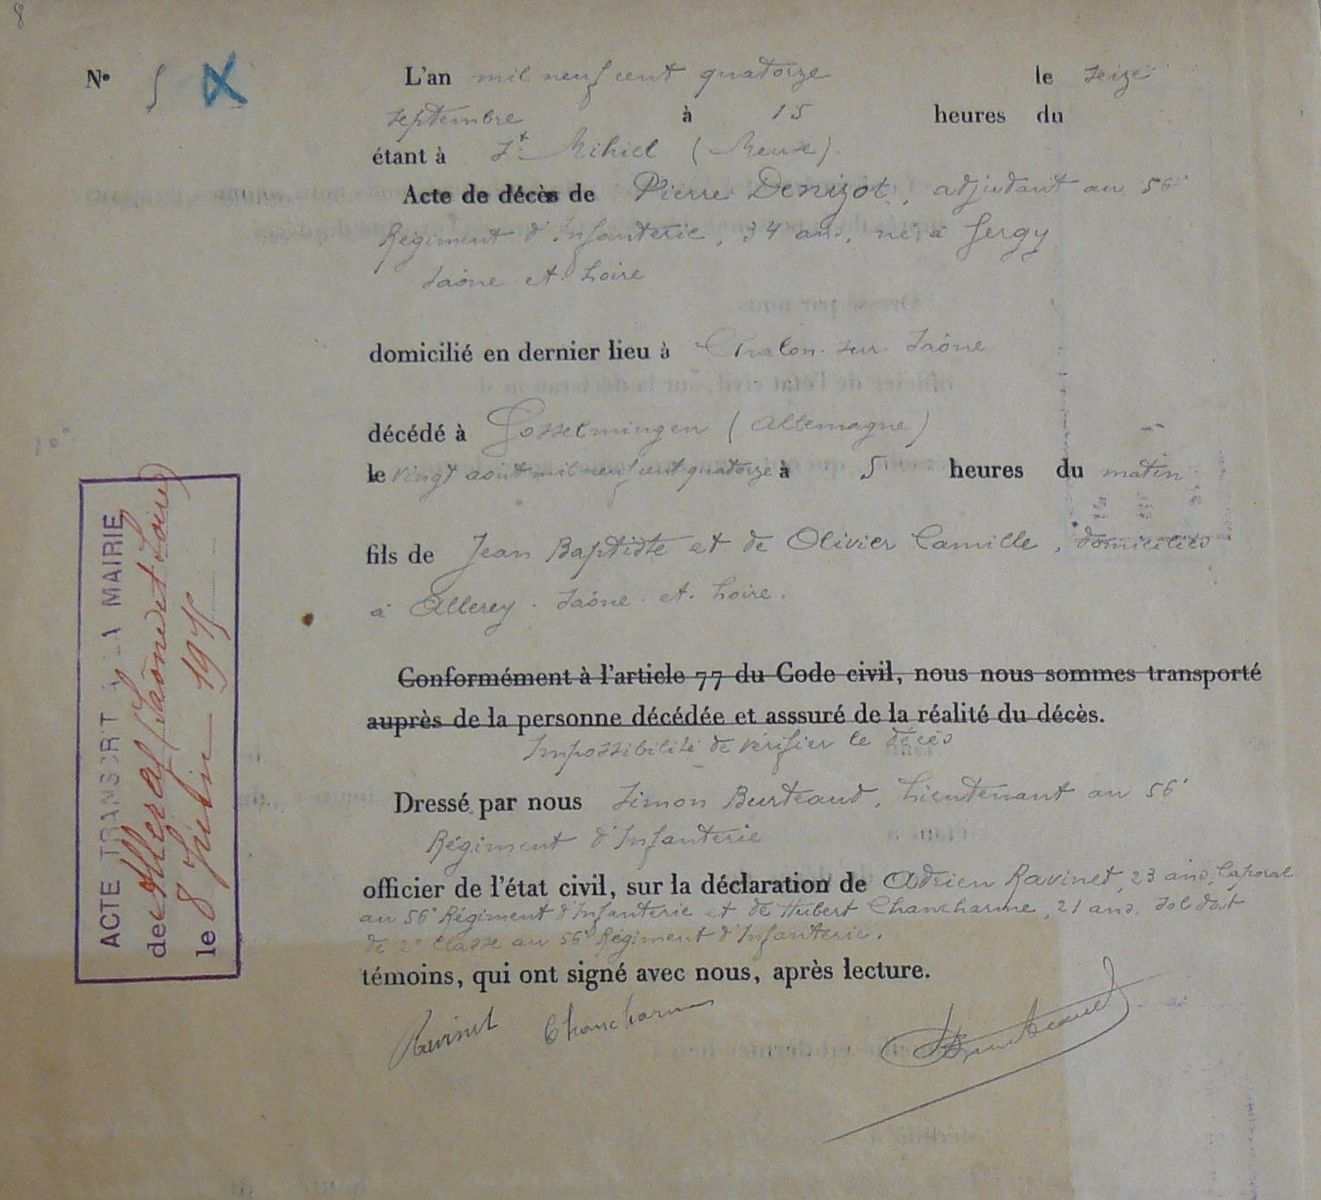 8
N° 5
L'an mil neuf cent quatorze le seize
septembre à 15 heures du
étant à St Mihiel (Meuse).
Acte de décès de Pierre Denizot, adjudant au 56e
Régiment d'Infanterie, 34 ans, né à Gergy
Saône et Loire
domicilié en dernier lieu à Chalon-sur-Saône
décédé à Gosselmingen (Allemagne)
le vingt août mil neuf cent quatorze à 5 heures du matin
fils de Jean Baptiste et de Olivier Camille, domiciliés
à Allerey. Saône-et-Loire.
Conformément à l'article 77 du Code civil, nous nous sommes transporté
auprès de la personne décédée et asssuré de la réalité du décès.
Impossibilité de vérifier le décès
Dressé par nous Simon Burteaud, Lieutenant au 56e
Régiment d'Infanterie
officier de l'état civil, sur la déclaration de Adrien Ravinet, 23 ans, Caporal
au 56e Régiment d'Infanterie et de Hubert Chancharme, 21 ans, soldat
de 2e Classe au 56e Régiment d'Infanterie.
témoins, qui ont signé avec nous, après lecture.
Ravinet Chancharme
ACTE TRANSCRIT A LA MAIRIE
de (Saône et Loire)
le 8 Juin 1915